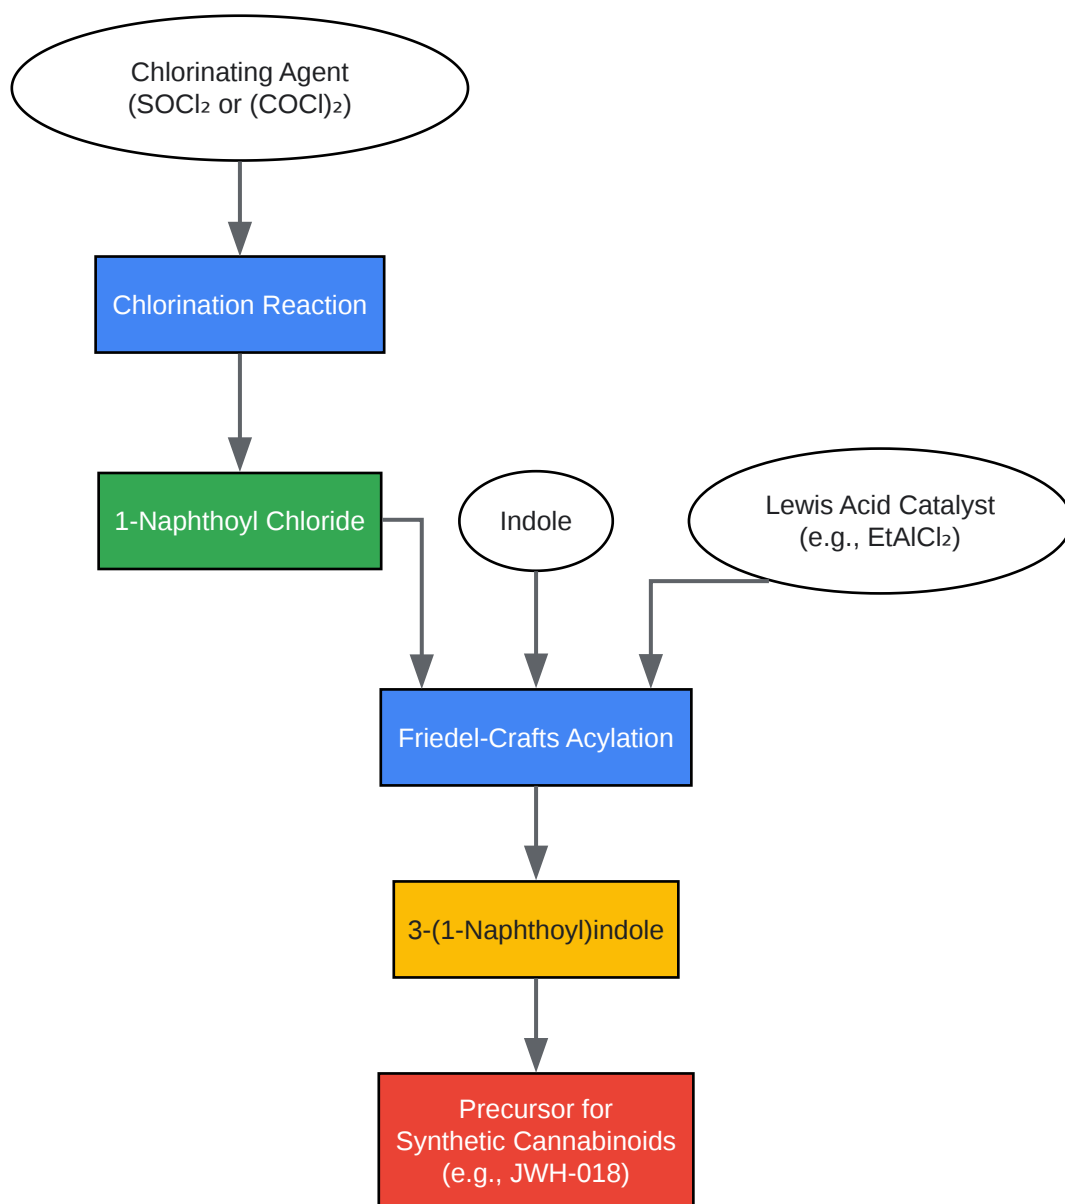 Chlorinating Agent
(SOCl₂ or (COCl)₂)
Chlorination Reaction
1-Naphthoyl Chloride
Indole
Lewis Acid Catalyst
(e.g., EtAlCl₂)
Friedel-Crafts Acylation
3-(1-Naphthoyl)indole
Precursor for
Synthetic Cannabinoids
(e.g., JWH-018)